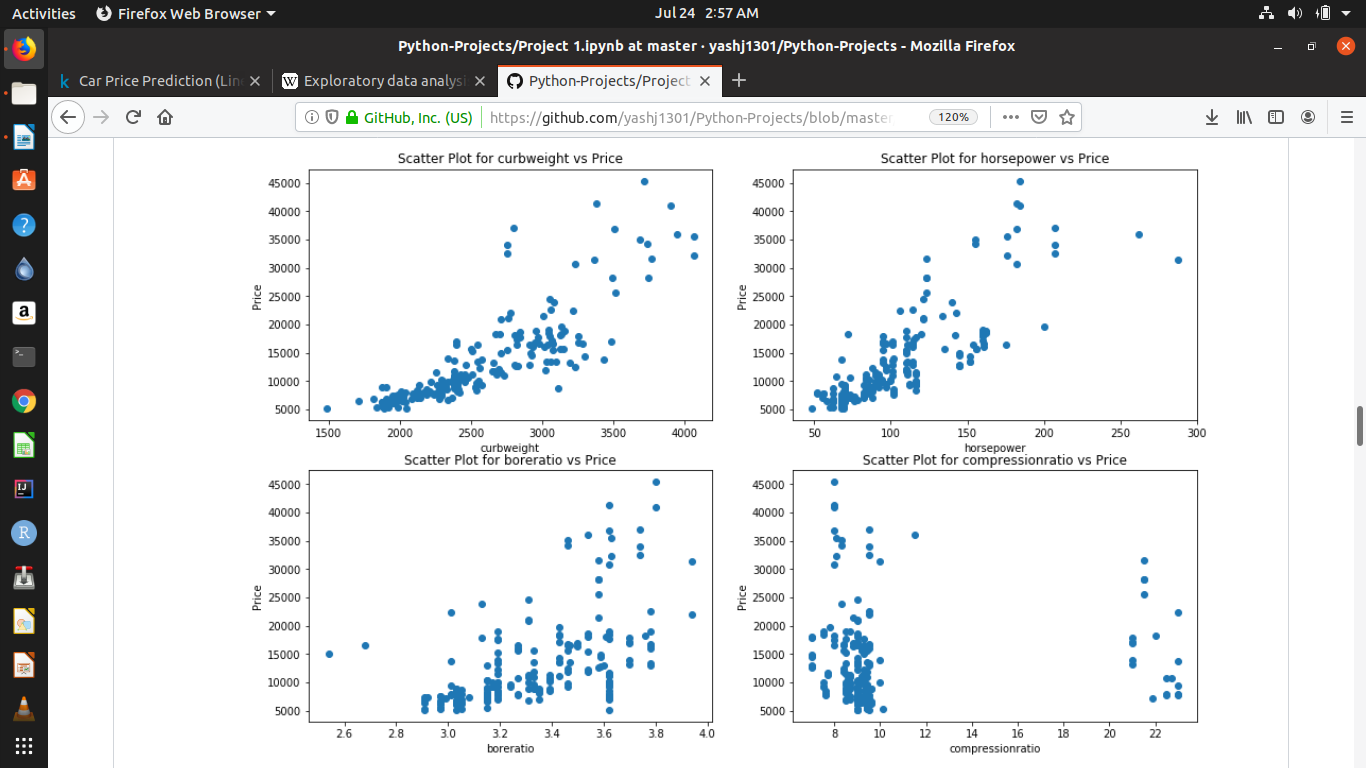 Activities Firefox Web Browser Jul 24 2:57 AM
Python-Projects/Project 1.ipynb at master · yashj1301/Python-Projects - Mozilla Firefox
Car Price Prediction (Lin Exploratory data analysi Python-Projects/Project
GitHub, Inc. (US) https://github.com/yashj1301/Python-Projects/blob/master 120%
Scatter Plot for curbweight vs Price
45000
40000
35000
30000
25000
20000
15000
10000
5000
Price
1500 2000 2500 3000 3500 4000
curbweight
Scatter Plot for horsepower vs Price
45000
40000
35000
30000
25000
20000
15000
10000
5000
Price
50 100 150 200 250 300
horsepower
Scatter Plot for boreratio vs Price
45000
40000
35000
30000
25000
20000
15000
10000
5000
Price
2.6 2.8 3.0 3.2 3.4 3.6 3.8 4.0
boreratio
Scatter Plot for compressionratio vs Price
45000
40000
35000
30000
25000
20000
15000
10000
5000
Price
8 10 12 14 16 18 20 22
compressionratio